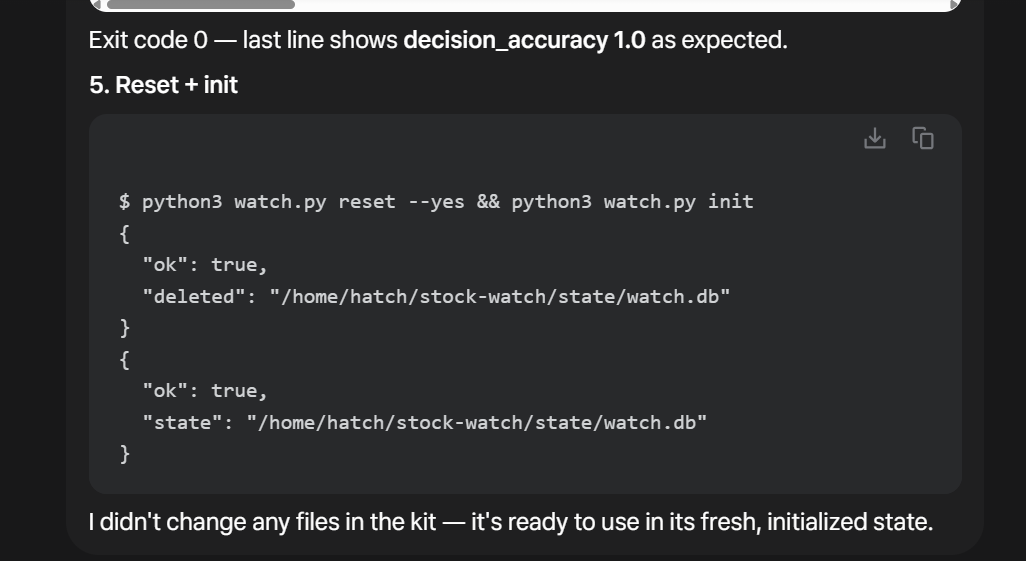 Exit code 0 — last line shows decision_accuracy 1.0 as expected.
5. Reset + init
$ python3 watch.py reset --yes && python3 watch.py init
{
  "ok": true,
  "deleted": "/home/hatch/stock-watch/state/watch.db"
}
{
  "ok": true,
  "state": "/home/hatch/stock-watch/state/watch.db"
}
I didn't change any files in the kit — it's ready to use in its fresh, initialized state.